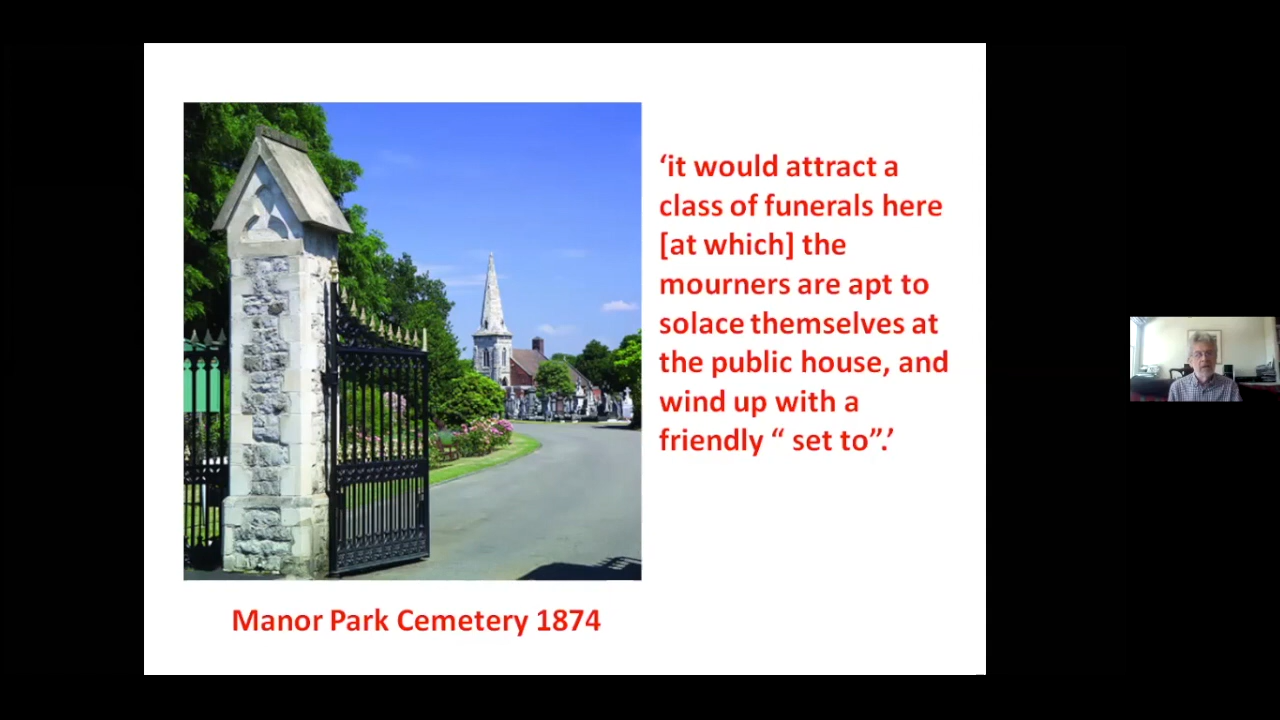 ‘it would attract a
class of funerals here
[at which] the
mourners are apt to
solace themselves at
the public house, and
wind up with a
friendly “ set to”.’
Manor Park Cemetery 1874